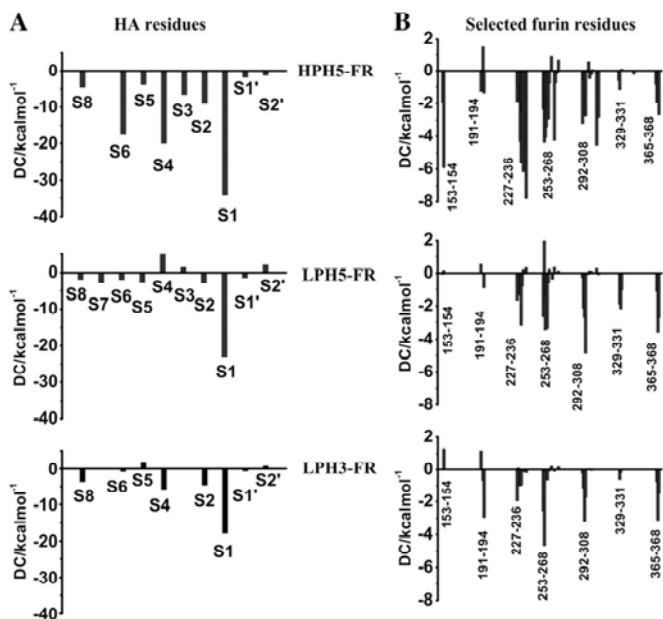 A HA residues
B Selected furin residues
HPH5-FR
DC/kcalmol⁻¹
0
-10
-20
-30
-40
S8 S6 S5 S4 S3 S2 S1 S1' S2'
DC/kcalmol⁻¹
2
0
-2
-4
-6
-8
153-154 191-194 227-236 253-268 292-308 329-331 365-368
LPH5-FR
DC/kcalmol⁻¹
0
-10
-20
-30
-40
S8 S7 S6 S5 S4 S3 S2 S1 S1' S2'
DC/kcalmol⁻¹
2
0
-2
-4
-6
-8
153-154 191-194 227-236 253-268 292-308 329-331 365-368
LPH3-FR
DC/kcalmol⁻¹
0
-10
-20
-30
-40
S8 S6 S5 S4 S2 S1 S1' S2'
DC/kcalmol⁻¹
2
0
-2
-4
-6
-8
153-154 191-194 227-236 253-268 292-308 329-331 365-368